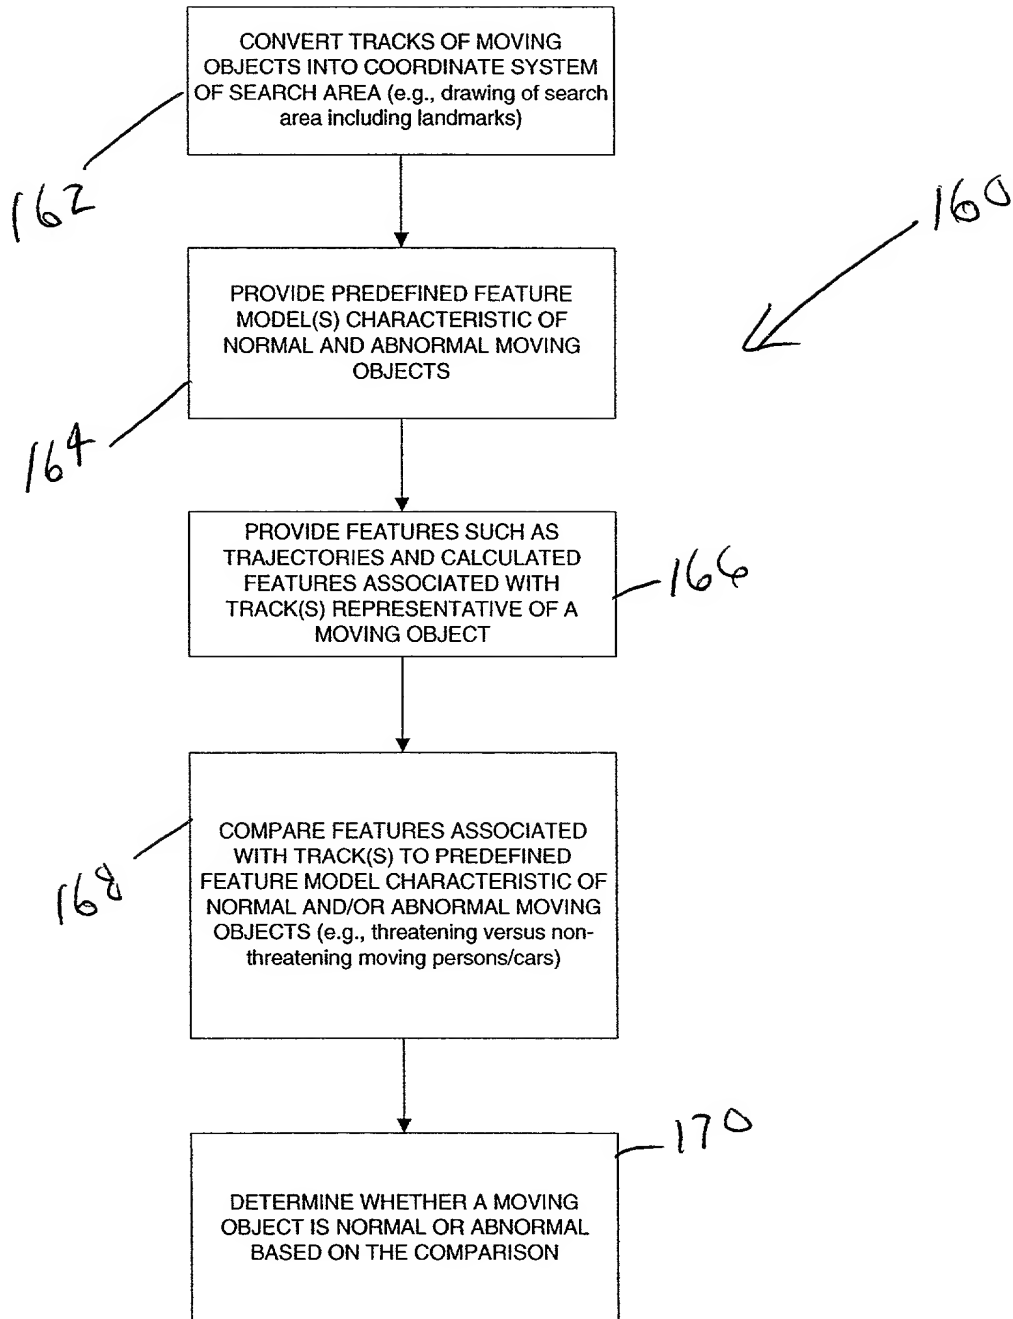 CONVERT TRACKS OF MOVING
OBJECTS INTO COORDINATE SYSTEM
OF SEARCH AREA (e.g., drawing of search
area including landmarks)
162
160
PROVIDE PREDEFINED FEATURE
MODEL(S) CHARACTERISTIC OF
NORMAL AND ABNORMAL MOVING
OBJECTS
164
PROVIDE FEATURES SUCH AS
TRAJECTORIES AND CALCULATED
FEATURES ASSOCIATED WITH
TRACK(S) REPRESENTATIVE OF A
MOVING OBJECT
166
COMPARE FEATURES ASSOCIATED
WITH TRACK(S) TO PREDEFINED
FEATURE MODEL CHARACTERISTIC OF
NORMAL AND/OR ABNORMAL MOVING
OBJECTS (e.g., threatening versus non-
threatening moving persons/cars)
168
170
DETERMINE WHETHER A MOVING
OBJECT IS NORMAL OR ABNORMAL
BASED ON THE COMPARISON